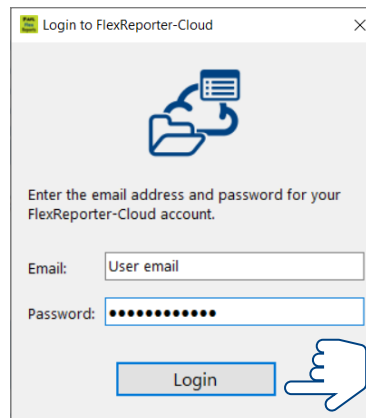 Login to FlexReporter-Cloud
Enter the email address and password for your
FlexReporter-Cloud account.
Email:
User email
Password:
••••••••••••
Login